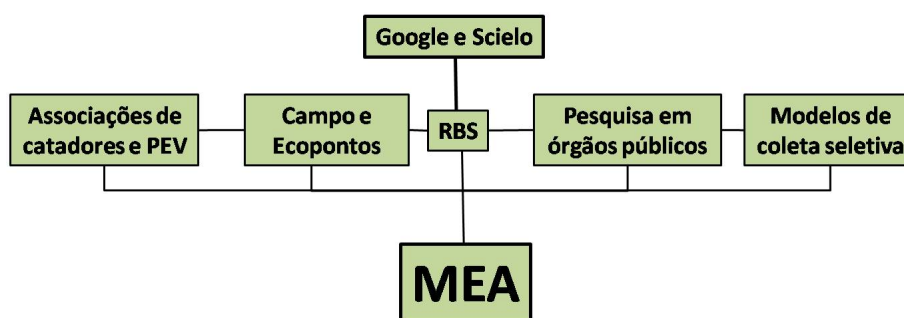 Google e Scielo
Associações de
catadores e PEV
Campo e
Ecopontos
RBS
Pesquisa em
órgãos públicos
Modelos de
coleta seletiva
MEA